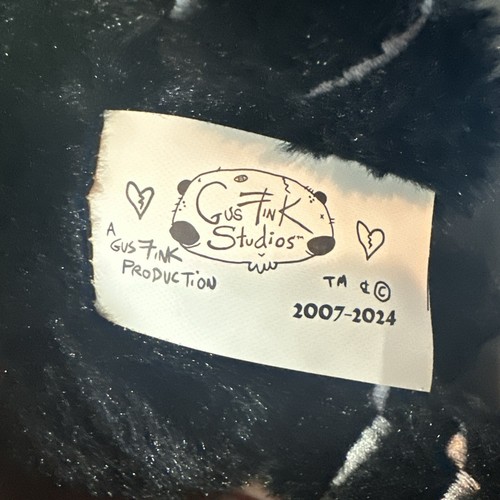 Gus Fink
Studios™
A
Gus Fink
Production
TM & ©
2007-2024